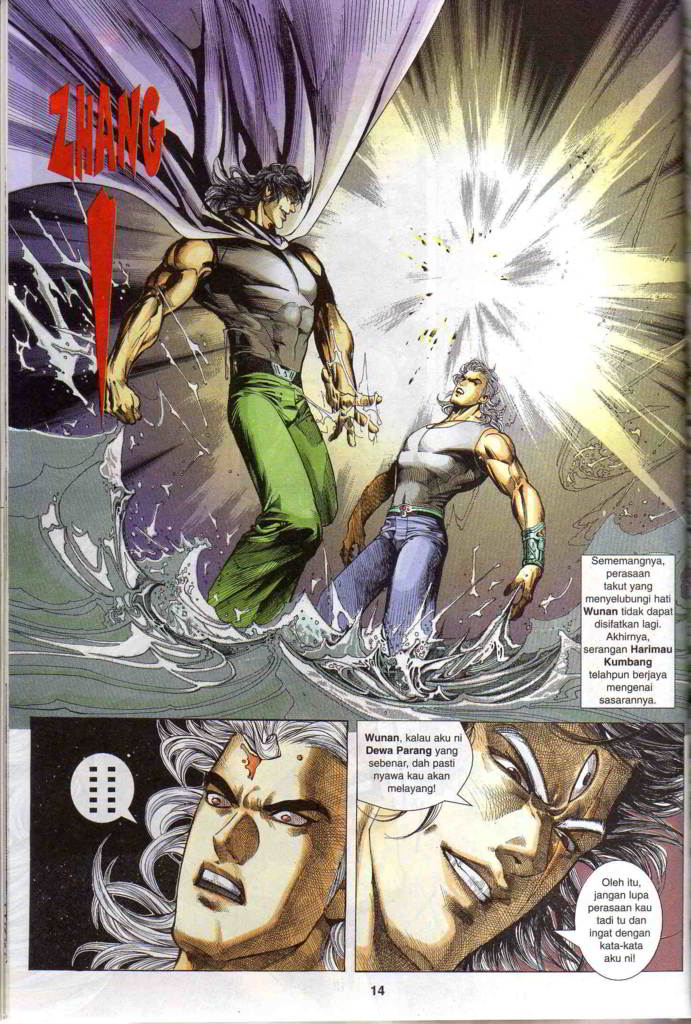 ZHANG
!
Sememangnya,
perasaan
takut yang
menyelubungi hati
Wunan tidak dapat
disifatkan lagi.
Akhirnya,
serangan Harimau
Kumbang
telahpun berjaya
mengenai
sasarannya.
Wunan, kalau aku ni
Dewa Parang yang
sebenar, dah pasti
nyawa kau akan
melayang!
Oleh itu,
jangan lupa
perasaan kau
tadi tu dan
ingat dengan
kata-kata
aku ni!
14